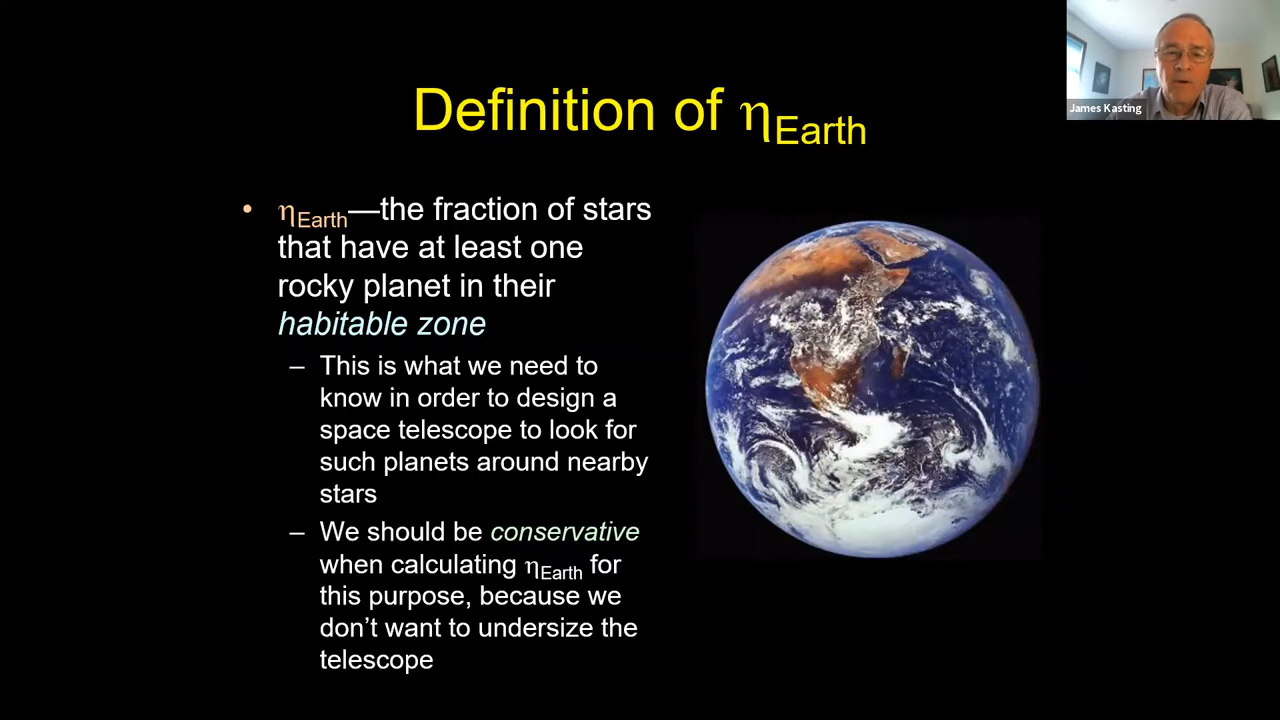 James Kasting
Definition of ηEarth
• ηEarth—the fraction of stars
that have at least one
rocky planet in their
habitable zone
– This is what we need to
know in order to design a
space telescope to look for
such planets around nearby
stars
– We should be conservative
when calculating ηEarth for
this purpose, because we
don’t want to undersize the
telescope